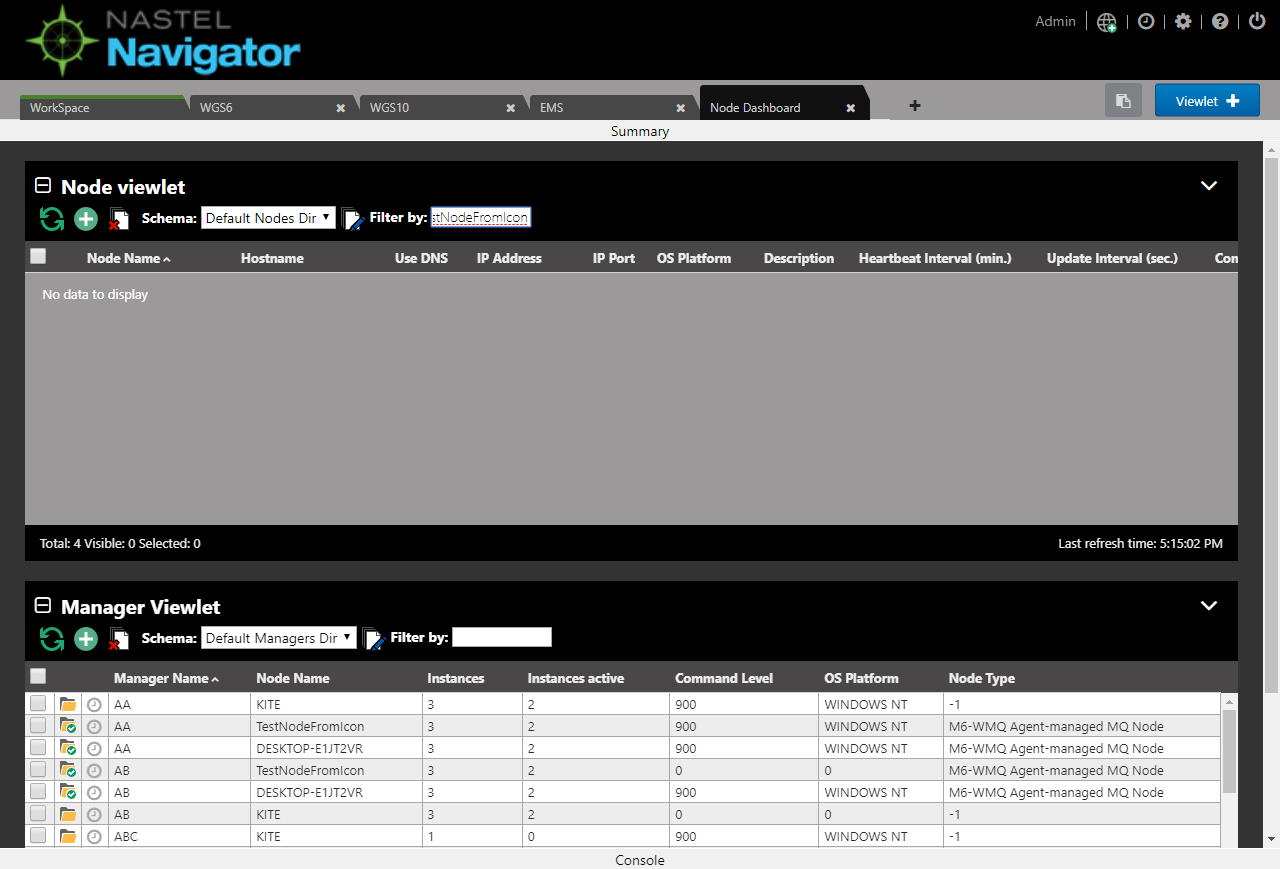 NASTEL
Navigator
Admin
WorkSpace WGS6 WGS10 EMS Node Dashboard
Viewlet
Summary
Node viewlet
Schema: Default Nodes Dir Filter by: stNodeFromIcon
Node Name Hostname Use DNS IP Address IP Port OS Platform Description Heartbeat Interval (min.) Update Interval (sec.) Con
No data to display
Total: 4 Visible: 0 Selected: 0 Last refresh time: 5:15:02 PM
Manager Viewlet
Schema: Default Managers Dir Filter by:
Manager Name Node Name Instances Instances active Command Level OS Platform Node Type
AA KITE 3 2 900 WINDOWS NT -1
AA TestNodeFromIcon 3 2 900 WINDOWS NT M6-WMQ Agent-managed MQ Node
AA DESKTOP-E1JT2VR 3 2 900 WINDOWS NT M6-WMQ Agent-managed MQ Node
AB TestNodeFromIcon 3 2 0 0 M6-WMQ Agent-managed MQ Node
AB DESKTOP-E1JT2VR 3 2 900 WINDOWS NT M6-WMQ Agent-managed MQ Node
AB KITE 3 2 0 0 -1
ABC KITE 1 0 900 WINDOWS NT -1
Console